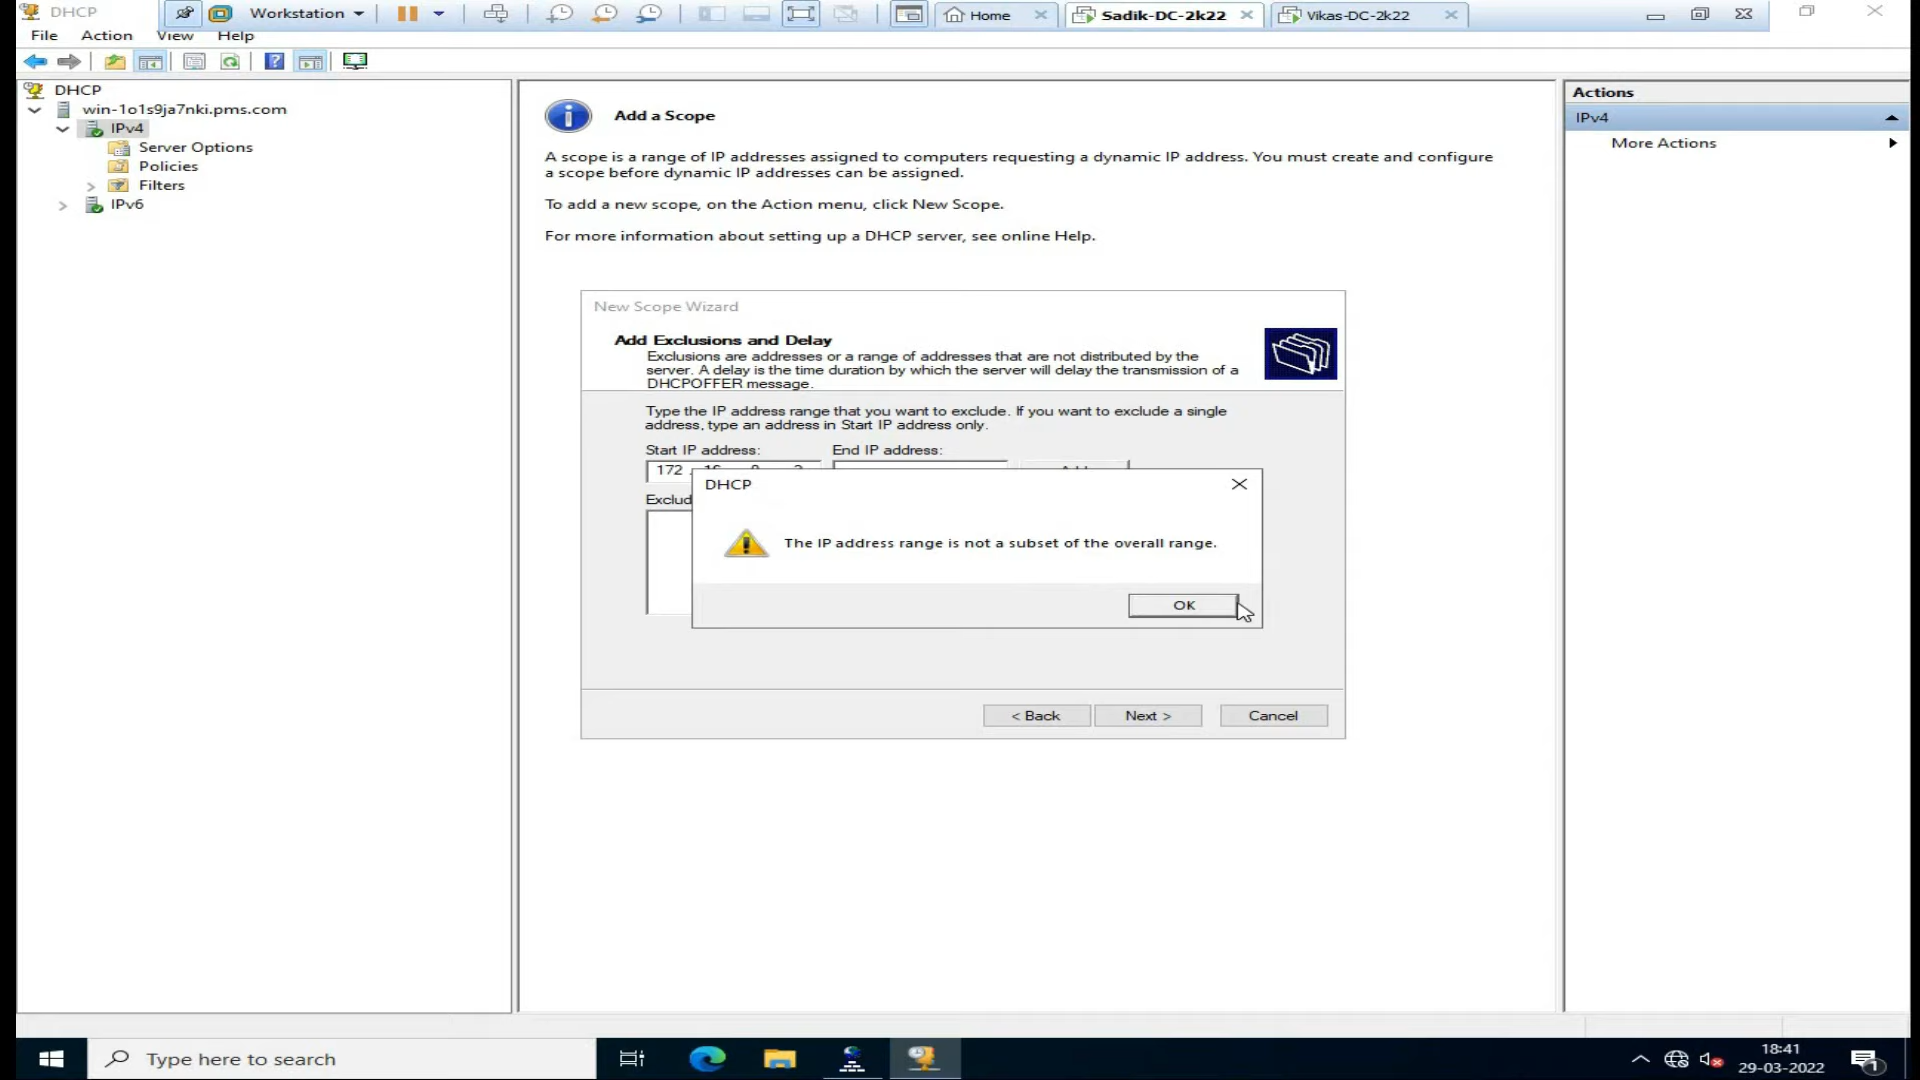 DHCP
Workstation
Home
Sadik-DC-2k22
Vikas-DC-2k22
File Action View Help
DHCP
win-1o1s9ja7nki.pms.com
IPv4
Server Options
Policies
Filters
IPv6
Add a Scope
A scope is a range of IP addresses assigned to computers requesting a dynamic IP address. You must create and configure
a scope before dynamic IP addresses can be assigned.
To add a new scope, on the Action menu, click New Scope.
For more information about setting up a DHCP server, see online Help.
New Scope Wizard
Add Exclusions and Delay
Exclusions are addresses or a range of addresses that are not distributed by the
server. A delay is the time duration by which the server will delay the transmission of a
DHCPOFFER message.
Type the IP address range that you want to exclude. If you want to exclude a single
address, type an address in Start IP address only.
Start IP address: End IP address:
172 .
Exclud
DHCP
The IP address range is not a subset of the overall range.
OK
< Back Next > Cancel
Actions
IPv4
More Actions
Type here to search
18:41
29-03-2022
1